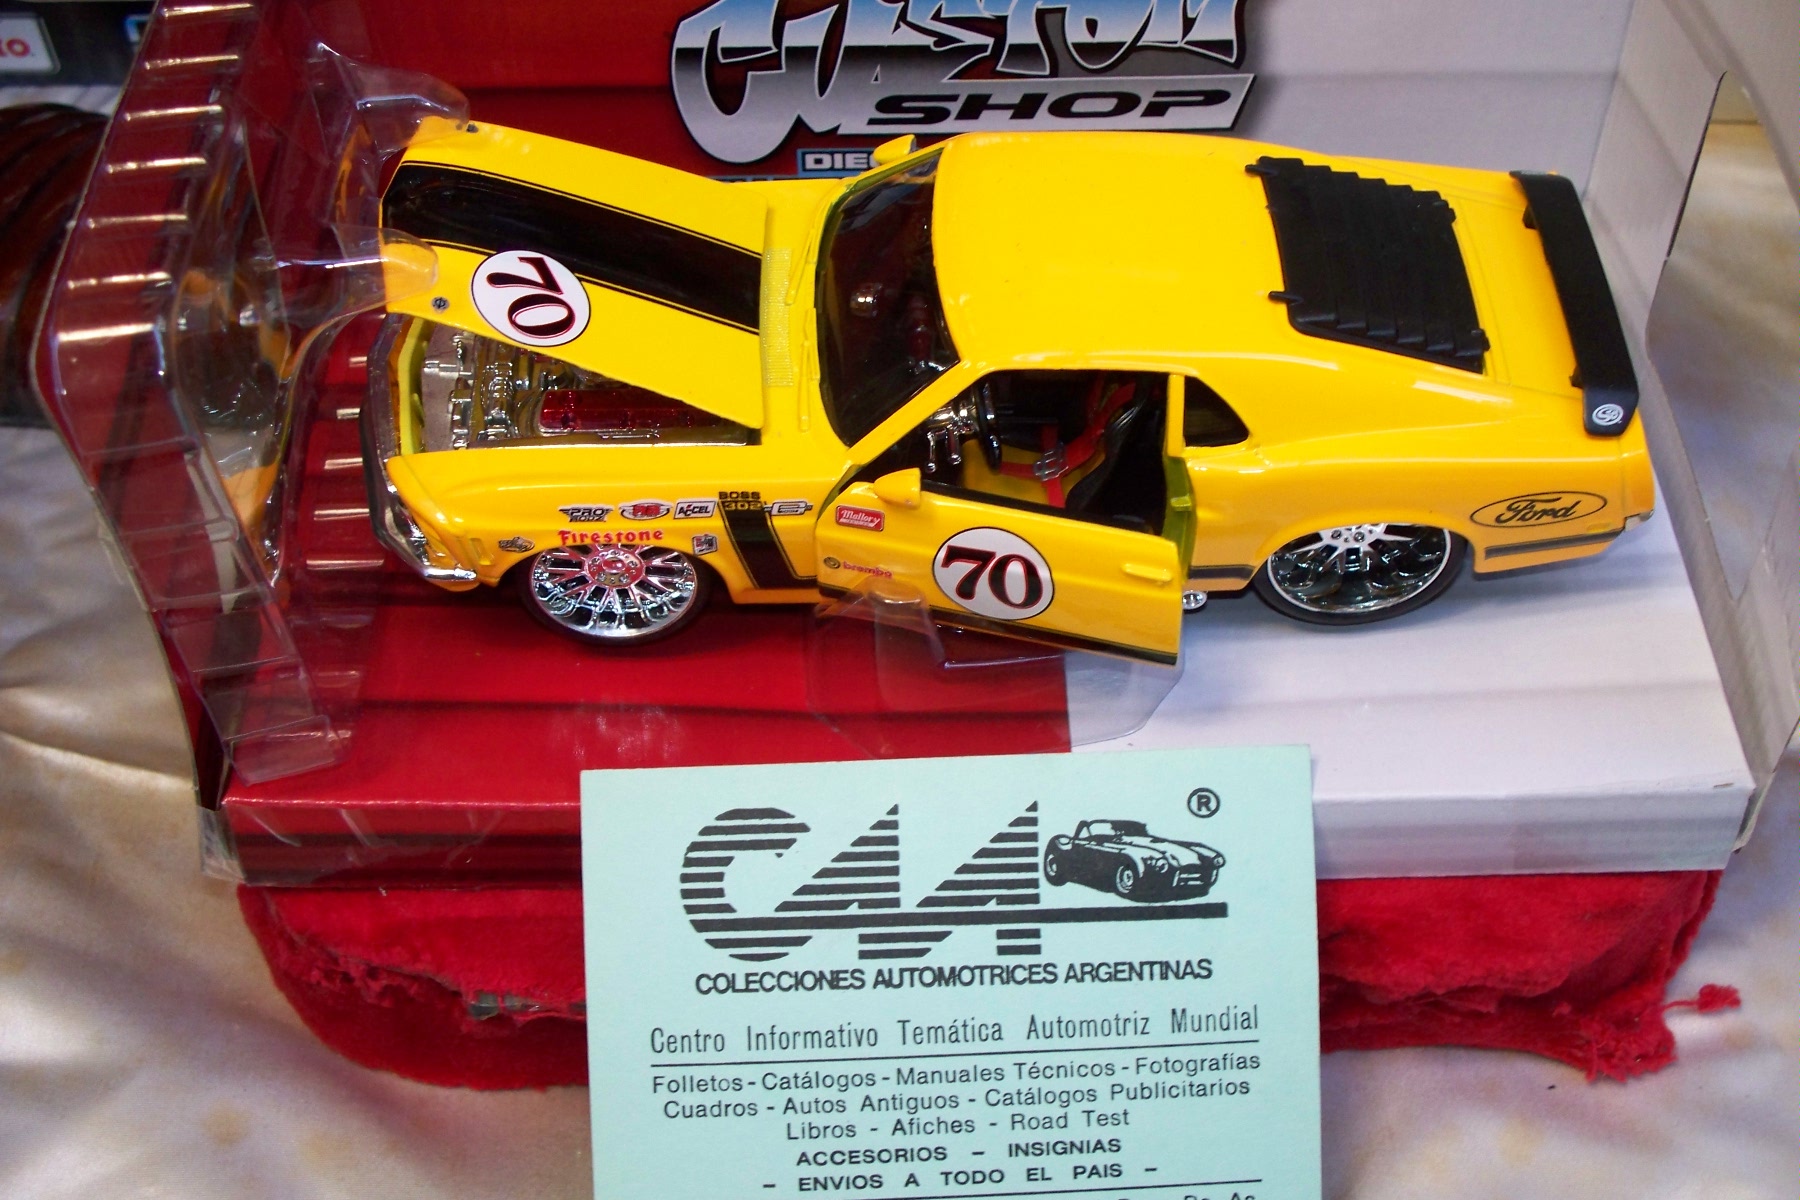 CUSTOM
SHOP
DIE
70
PRO
ACCEL
BOSS
302
Firestone
Mallory
brembo
70
Ford
CAA ®
COLECCIONES AUTOMOTRICES ARGENTINAS
Centro Informativo Temática Automotriz Mundial
Folletos - Catálogos - Manuales Técnicos - Fotografías
Cuadros - Autos Antiguos - Catálogos Publicitarios
Libros - Afiches - Road Test
ACCESORIOS - INSIGNIAS
- ENVIOS A TODO EL PAIS -